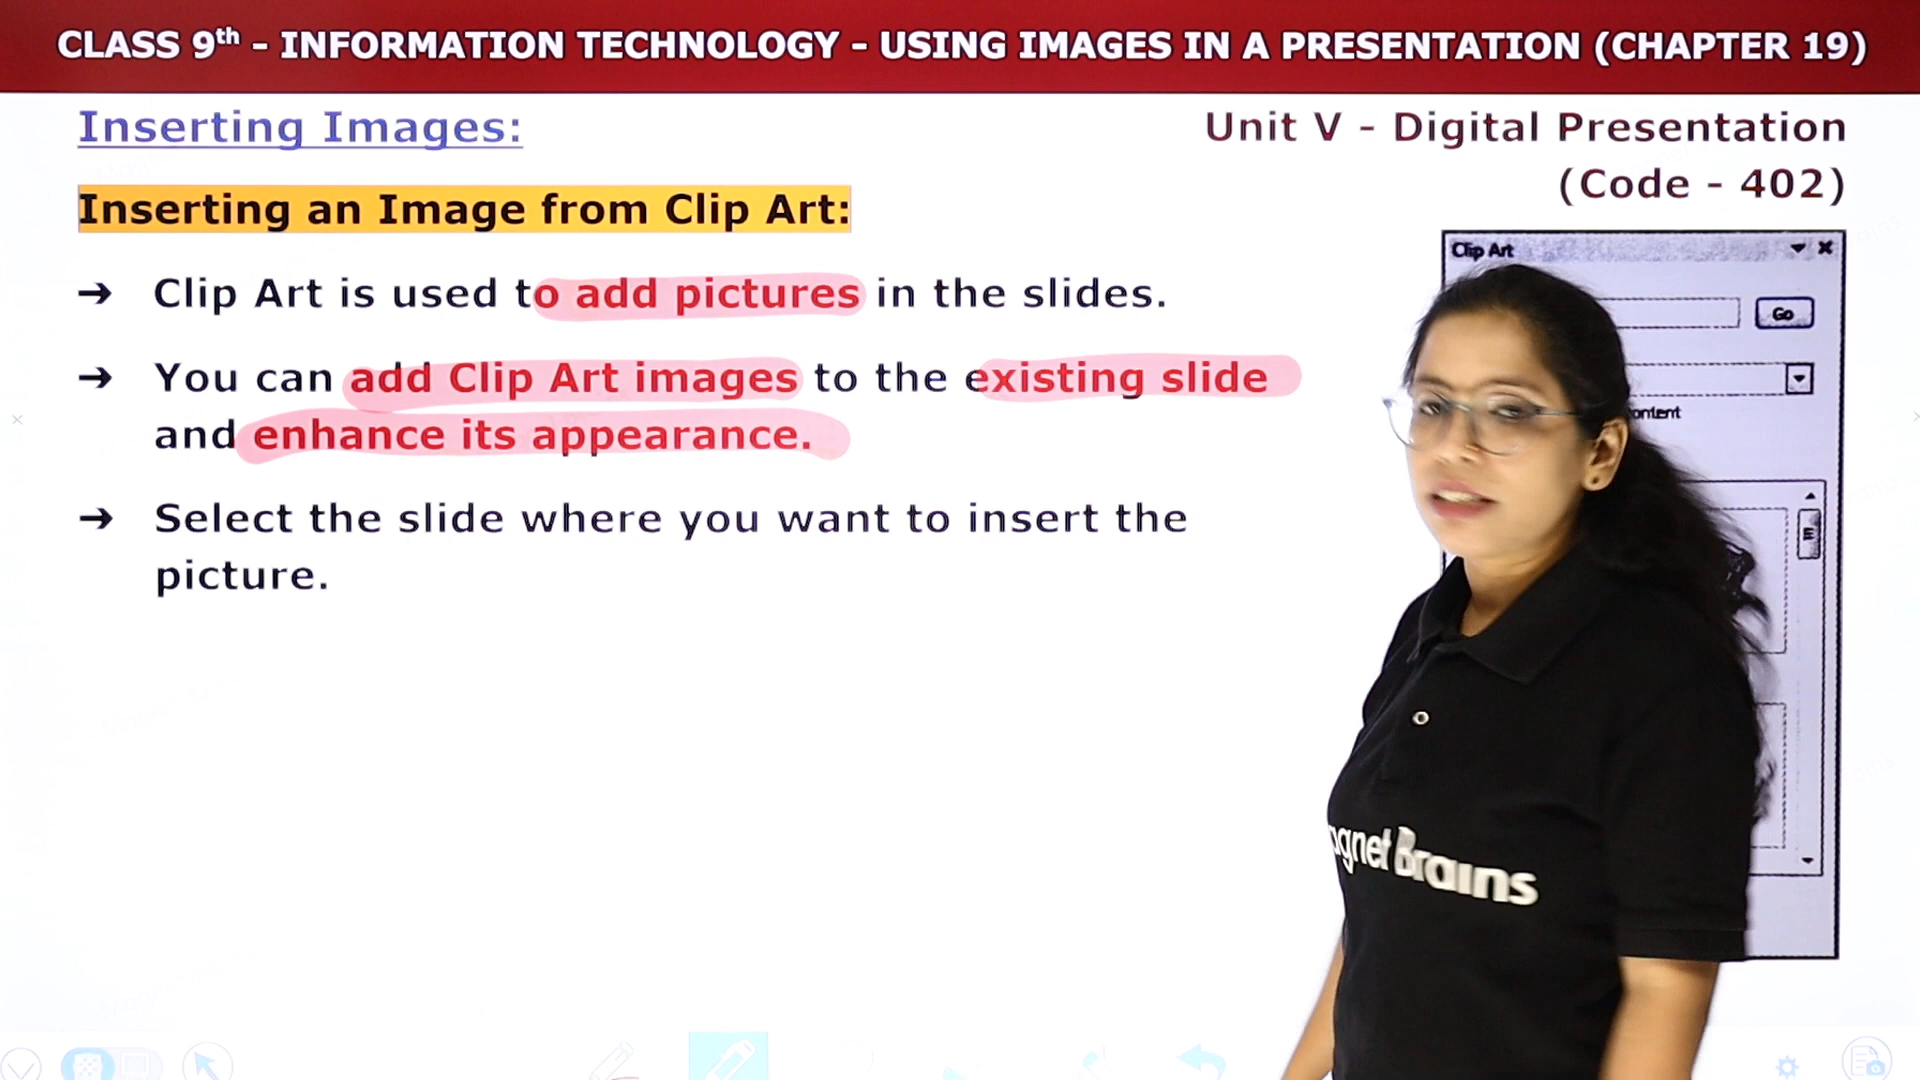 CLASS 9th - INFORMATION TECHNOLOGY - USING IMAGES IN A PRESENTATION (CHAPTER 19)
Inserting Images:
Unit V - Digital Presentation
(Code - 402)
Inserting an Image from Clip Art:
➔ Clip Art is used to add pictures in the slides.
➔ You can add Clip Art images to the existing slide
and enhance its appearance.
➔ Select the slide where you want to insert the
picture.
Clip Art
Go
Brains